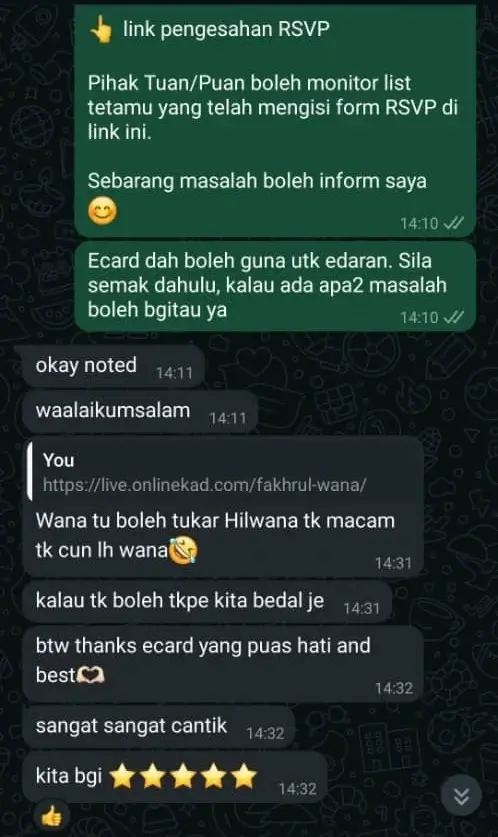 👆 link pengesahan RSVP
Pihak Tuan/Puan boleh monitor list
tetamu yang telah mengisi form RSVP di
link ini.
Sebarang masalah boleh inform saya
😊
14:10
Ecard dah boleh guna utk edaran. Sila
semak dahulu, kalau ada apa2 masalah
boleh bgitau ya
14:10
okay noted
14:11
waalaikumsalam
14:11
You
https://live.onlinekad.com/fakhrul-wana/
Wana tu boleh tukar Hilwana tk macam
tk cun lh wana🤣
14:31
kalau tk boleh tkpe kita bedal je
14:31
btw thanks ecard yang puas hati and
best🫶🏻
14:32
sangat sangat cantik
14:32
kita bgi ⭐⭐⭐⭐⭐
14:32
👍